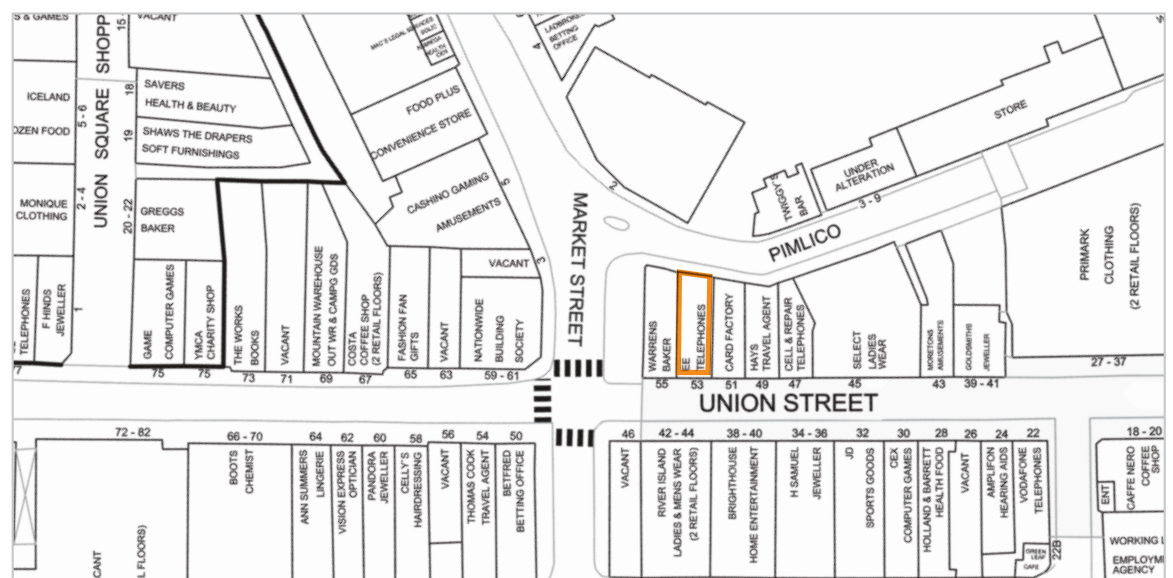 S & GAMES
ICELAND
OZEN FOOD
5 - 6
MONIQUE
CLOTHING
2 - 4
UNION SQUARE SHOPP
TELEPHONES
F HINDS
JEWELLER
1
7
15 -
VACANT
18
SAVERS
HEALTH & BEAUTY
19
SHAWS THE DRAPERS
SOFT FURNISHINGS
20 - 22
GREGGS
BAKER
GAME
COMPUTER GAMES
75
YMCA
CHARITY SHOP
75
THE WORKS
BOOKS
73
VACANT
71
MOUNTAIN WAREHOUSE
OUT WR & CAMPG GDS
69
COSTA
COFFEE SHOP
(2 RETAIL FLOORS)
67
FASHION FAN
GIFTS
65
VACANT
63
NATIONWIDE
BUILDING
SOCIETY
59 - 61
VACANT
3
CASHINO GAMING
AMUSEMENTS
5
FOOD PLUS
CONVENIENCE STORE
MAC'S LEGAL SERVICES
SOLIC
HEALTH
CEN
4
LADBROKES
BETTING
OFFICE
2
MARKET STREET
TWIGGY'S
BAR
UNDER
ALTERATION
3 - 9
STORE
PIMLICO
PRIMARK
CLOTHING
(2 RETAIL FLOORS)
27 - 37
WARRENS
BAKER
55
EE
TELEPHONES
53
CARD FACTORY
51
HAYS
TRAVEL AGENT
49
CELL & REPAIR
TELEPHONES
47
SELECT
LADIES
WEAR
45
MORETONS
AMUSEMENTS
43
GOLDSMITHS
JEWELLER
39 - 41
UNION STREET
72 - 82
CANT
L FLOORS)
66 - 70
BOOTS
CHEMIST
64
ANN SUMMERS
LINGERIE
62
VISION EXPRESS
OPTICIAN
60
PANDORA
JEWELLER
58
CELLY'S
HAIRDRESSING
56
VACANT
54
THOMAS COOK
TRAVEL AGENT
50
BETFRED
BETTING OFFICE
46
VACANT
42 - 44
RIVER ISLAND
LADIES & MENS WEAR
(2 RETAIL FLOORS)
38 - 40
BRIGHTHOUSE
HOME ENTERTAINMENT
34 - 36
H SAMUEL
JEWELLER
32
JD
SPORTS GOODS
30
CEX
COMPUTER GAMES
28
HOLLAND & BARRETT
HEALTH FOOD
26
VACANT
24
AMPLIFON
HEARING AIDS
22
VODAFONE
TELEPHONES
GREEN
LEAF
CAFE
22B
18 - 20
CAFFE NERO
COFFEE
SHOP
ENT
WORKING L
EMPLOYM
AGENCY